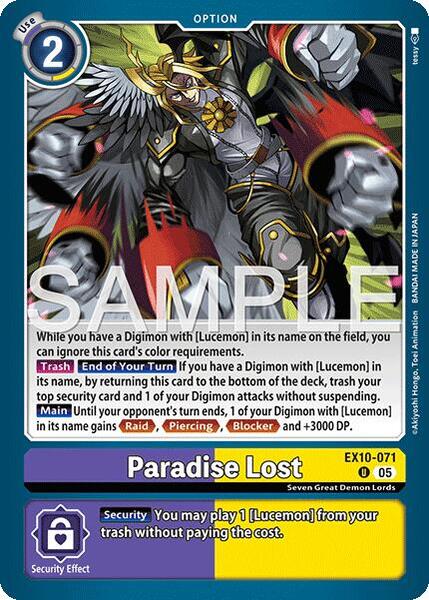 OPTION
Use
2
tessy
SAMPLE
While you have a Digimon with [Lucemon] in its name on the field, you
can ignore this card's color requirements.
Trash End of Your Turn If you have a Digimon with [Lucemon] in
its name, by returning this card to the bottom of the deck, trash your
top security card and 1 of your Digimon attacks without suspending.
Main Until your opponent's turn ends, 1 of your Digimon with [Lucemon]
in its name gains Raid, Piercing, Blocker and +3000 DP.
©Akiyoshi Hongo, Toei Animation BANDAI MADE IN JAPAN
Paradise Lost
EX10-071
U 05
Seven Great Demon Lords
Security You may play 1 [Lucemon] from your
trash without paying the cost.
Security Effect